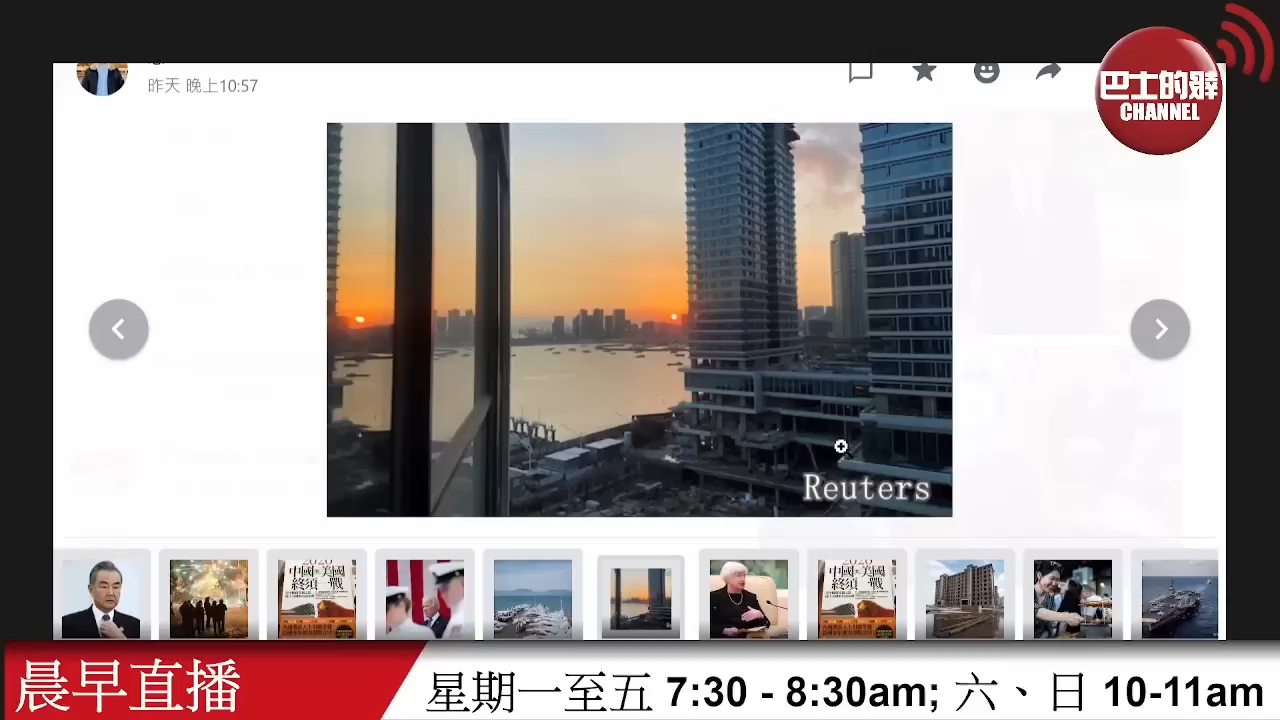 昨天 晚上10:57
巴士的報
CHANNEL
Reuters
2020
中國 美國
終須一戰
2020
中國 美國
終須一戰
晨早直播
星期一至五 7:30 - 8:30am; 六、日 10-11am